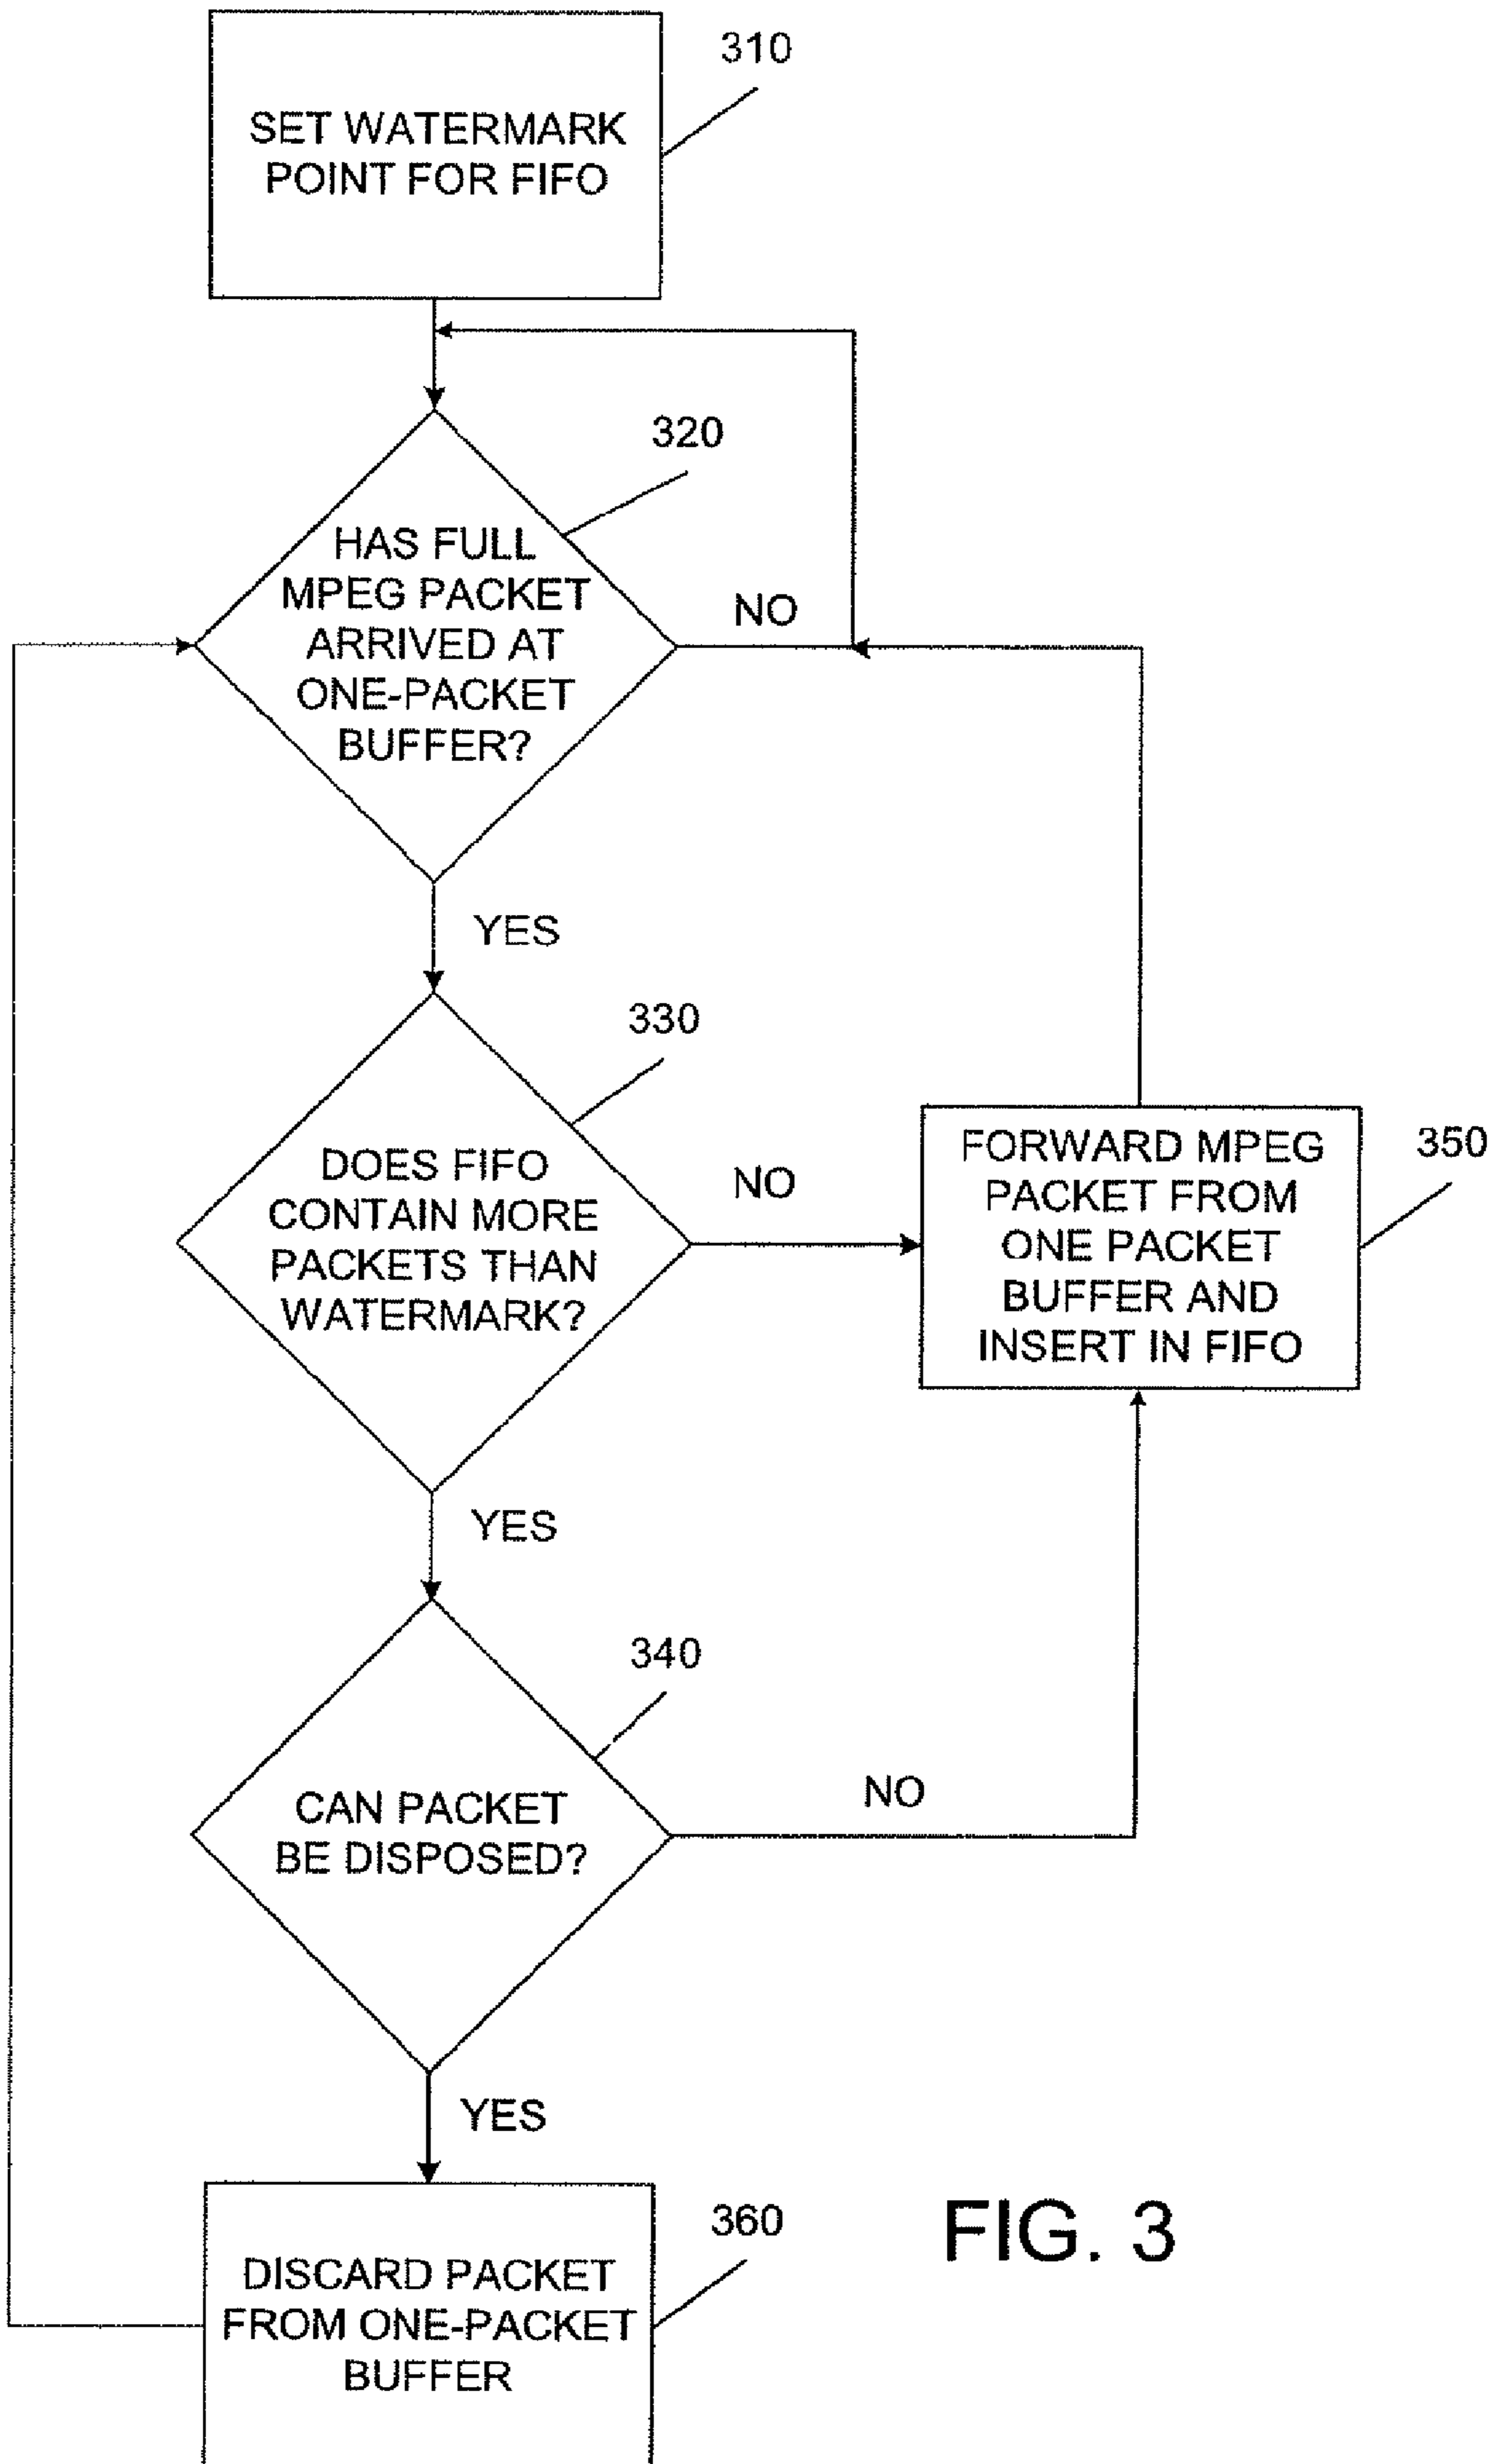 310
SET WATERMARK
POINT FOR FIFO
320
HAS FULL
MPEG PACKET
ARRIVED AT
ONE-PACKET
BUFFER?
NO
YES
330
DOES FIFO
CONTAIN MORE
PACKETS THAN
WATERMARK?
NO
350
FORWARD MPEG
PACKET FROM
ONE PACKET
BUFFER AND
INSERT IN FIFO
YES
340
CAN PACKET
BE DISPOSED?
NO
YES
360
DISCARD PACKET
FROM ONE-PACKET
BUFFER
FIG. 3